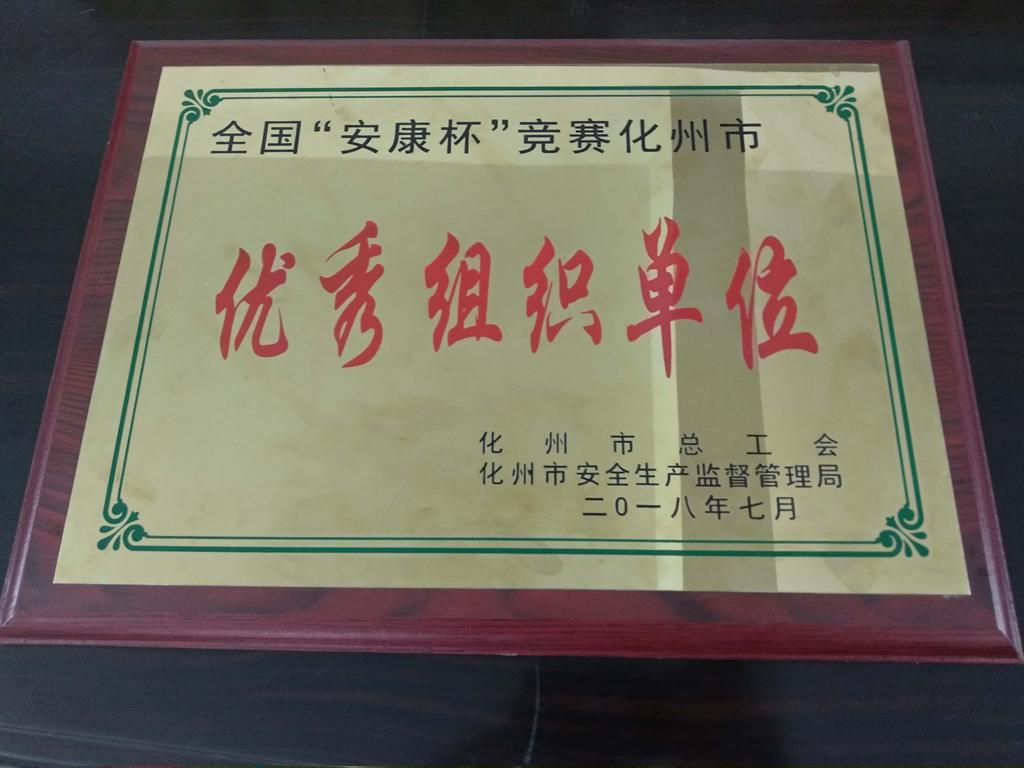 全国“安康杯”竞赛化州市
优秀组织单位
化州市总工会
化州市安全生产监督管理局
二0一八年七月